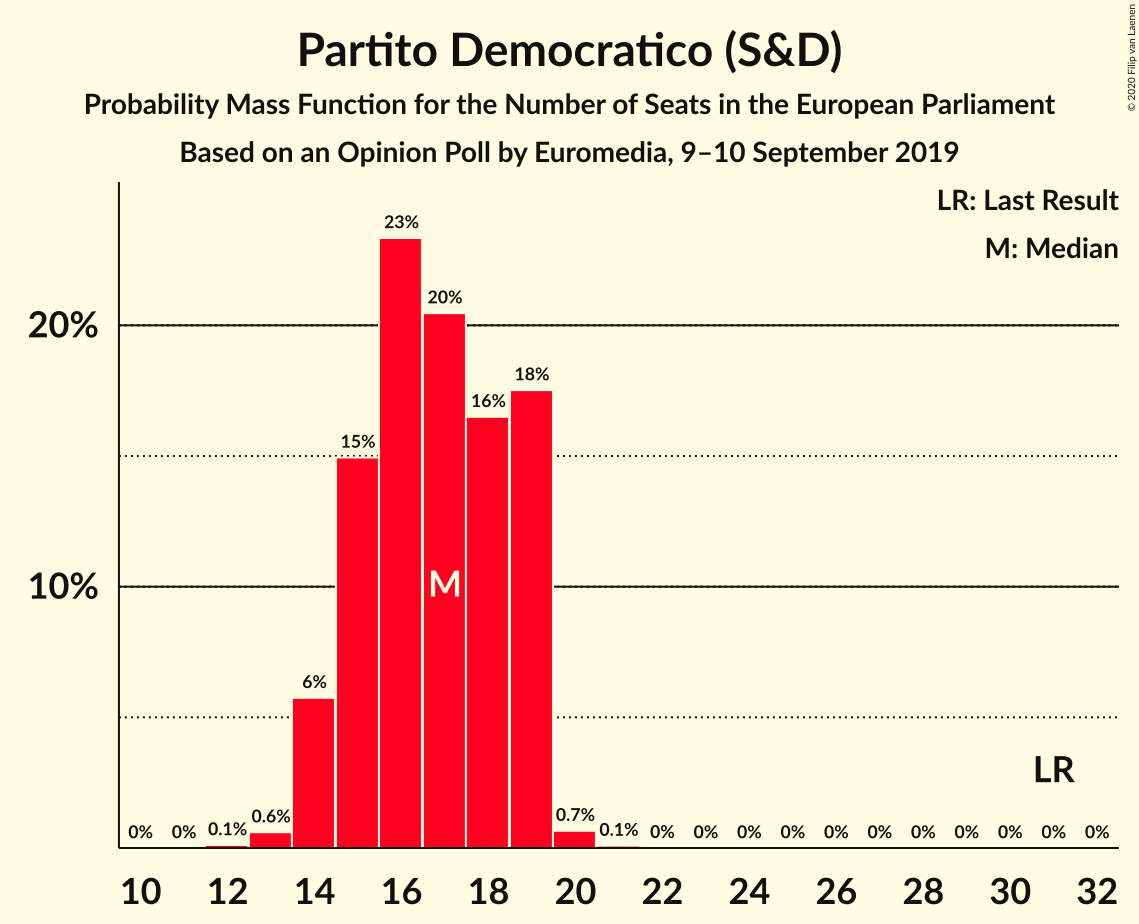 Partito Democratico (S&D)
Probability Mass Function for the Number of Seats in the European Parliament
Based on an Opinion Poll by Euromedia, 9–10 September 2019
© 2020 Filip van Laenen
LR: Last Result
M: Median
20%
10%
0% 0% 0.1% 0.6% 6% 15% 23% 20% 16% 18% 0.7% 0.1% 0% 0% 0% 0% 0% 0% 0% 0% 0% 0% 0%
M
LR
10 12 14 16 18 20 22 24 26 28 30 32